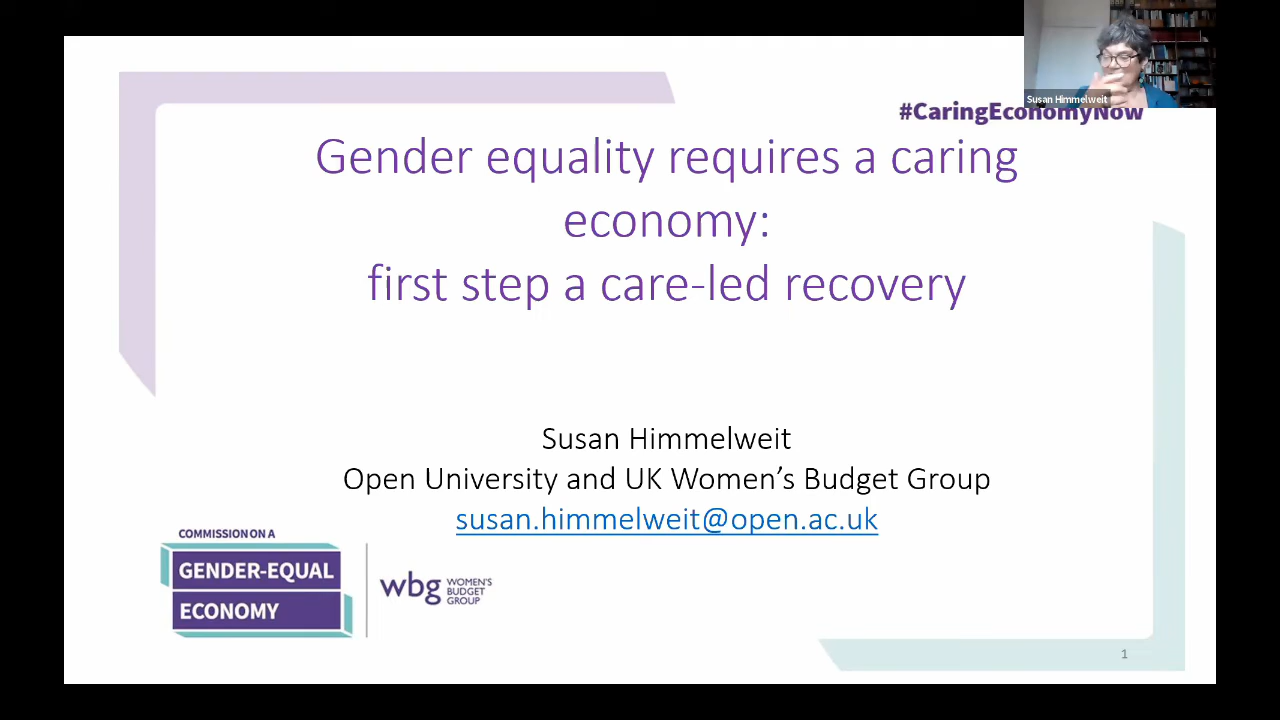 Susan Himmelweit
#CaringEconomyNow
Gender equality requires a caring
economy:
first step a care-led recovery
Susan Himmelweit
Open University and UK Women’s Budget Group
susan.himmelweit@open.ac.uk
COMMISSION ON A
GENDER-EQUAL
ECONOMY
wbg
WOMEN'S
BUDGET
GROUP
1